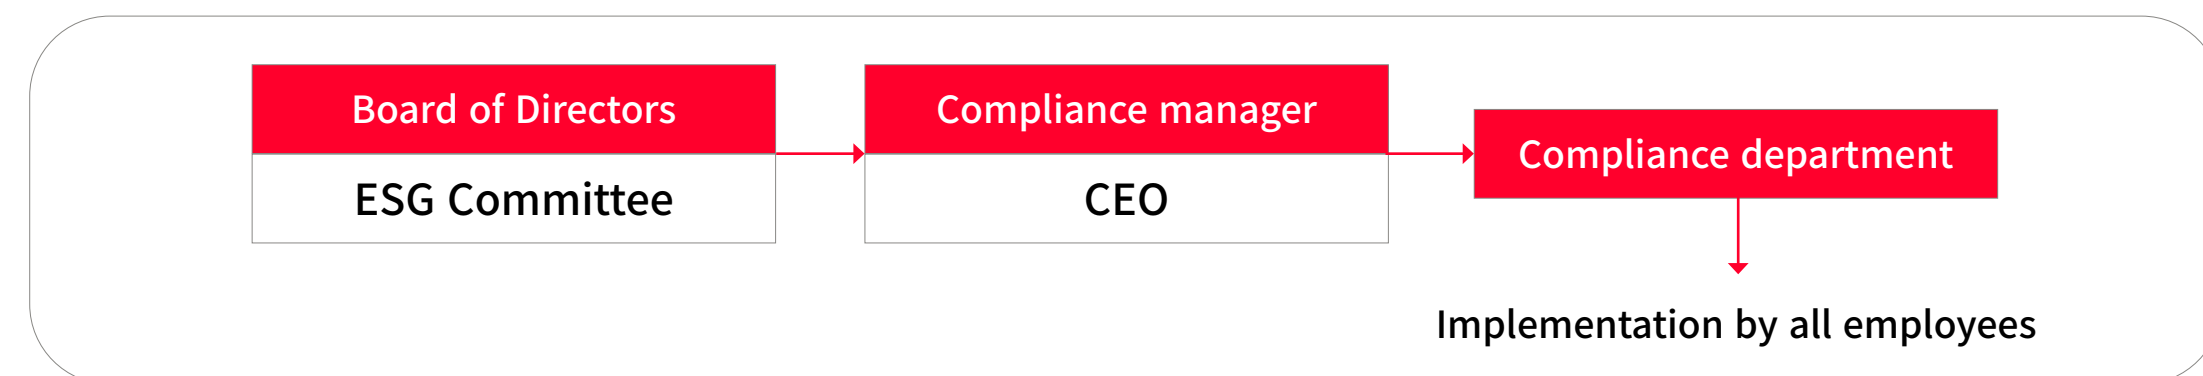 Board of Directors
ESG Committee
Compliance manager
CEO
Compliance department
Implementation by all employees